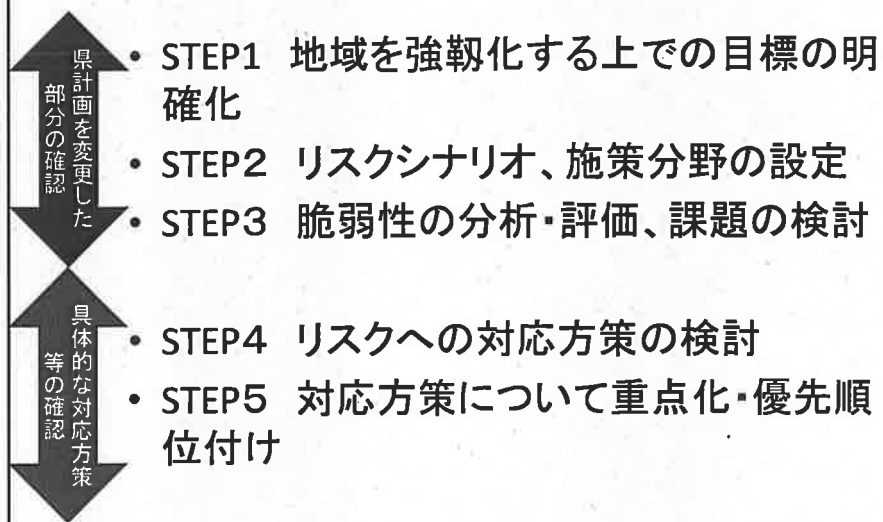 県計画を変更した
部分の確認
• STEP1 地域を強靱化する上での目標の明
確化
• STEP2 リスクシナリオ、施策分野の設定
• STEP3 脆弱性の分析・評価、課題の検討
具体的な対応方策
等の確認
• STEP4 リスクへの対応方策の検討
• STEP5 対応方策について重点化・優先順
位付け